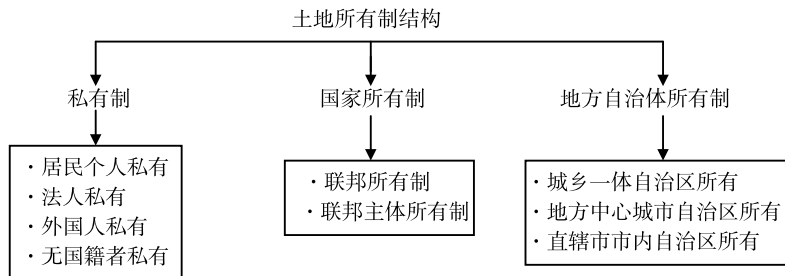 土地所有制结构
私有制
国家所有制
地方自治体所有制
·居民个人私有
·法人私有
·外国人私有
·无国籍者私有
·联邦所有制
·联邦主体所有制
·城乡一体自治区所有
·地方中心城市自治区所有
·直辖市市内自治区所有